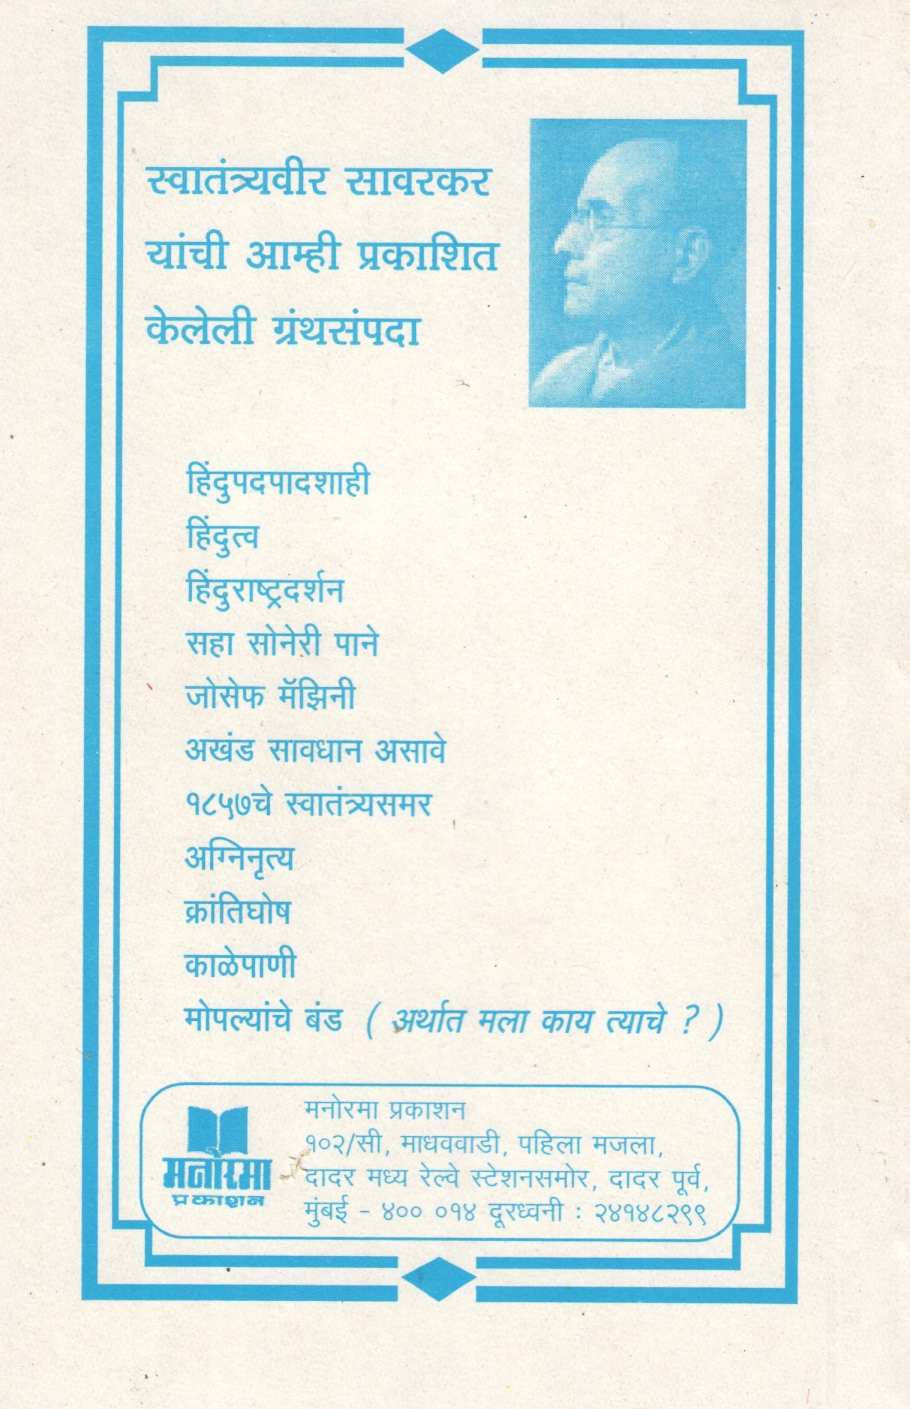 स्वातंत्र्यवीर सावरकर
यांची आम्ही प्रकाशित
केलेली ग्रंथसंपदा
हिंदुपदपादशाही
हिंदुत्व
हिंदुराष्ट्रदर्शन
सहा सोनेरी पाने
जोसेफ मॅझिनी
अखंड सावधान असावे
१८५७चे स्वातंत्र्यसमर
अग्निनृत्य
क्रांतिघोष
काळेपाणी
मोपल्यांचे बंड ( अर्थात मला काय त्याचे ? )
मनोरमा
प्रकाशन
मनोरमा प्रकाशन
१०२/सी, माधववाडी, पहिला मजला,
दादर मध्य रेल्वे स्टेशनसमोर, दादर पूर्व,
मुंबई - ४०० ०१४ दूरध्वनी : २४१४८२९९